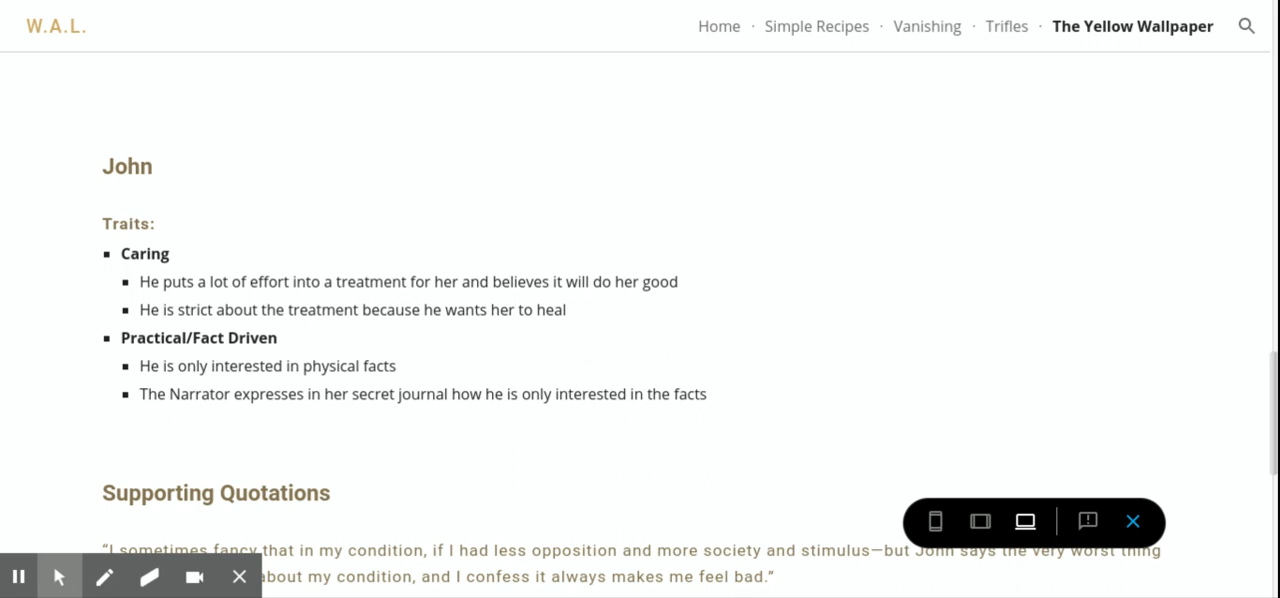 W.A.L.
Home · Simple Recipes · Vanishing · Trifles · The Yellow Wallpaper
John
Traits:
▪ Caring
▪ He puts a lot of effort into a treatment for her and believes it will do her good
▪ He is strict about the treatment because he wants her to heal
▪ Practical/Fact Driven
▪ He is only interested in physical facts
▪ The Narrator expresses in her secret journal how he is only interested in the facts
Supporting Quotations
“I sometimes fancy that in my condition, if I had less opposition and more society and stimulus—but John says the very worst thing
about my condition, and I confess it always makes me feel bad.”